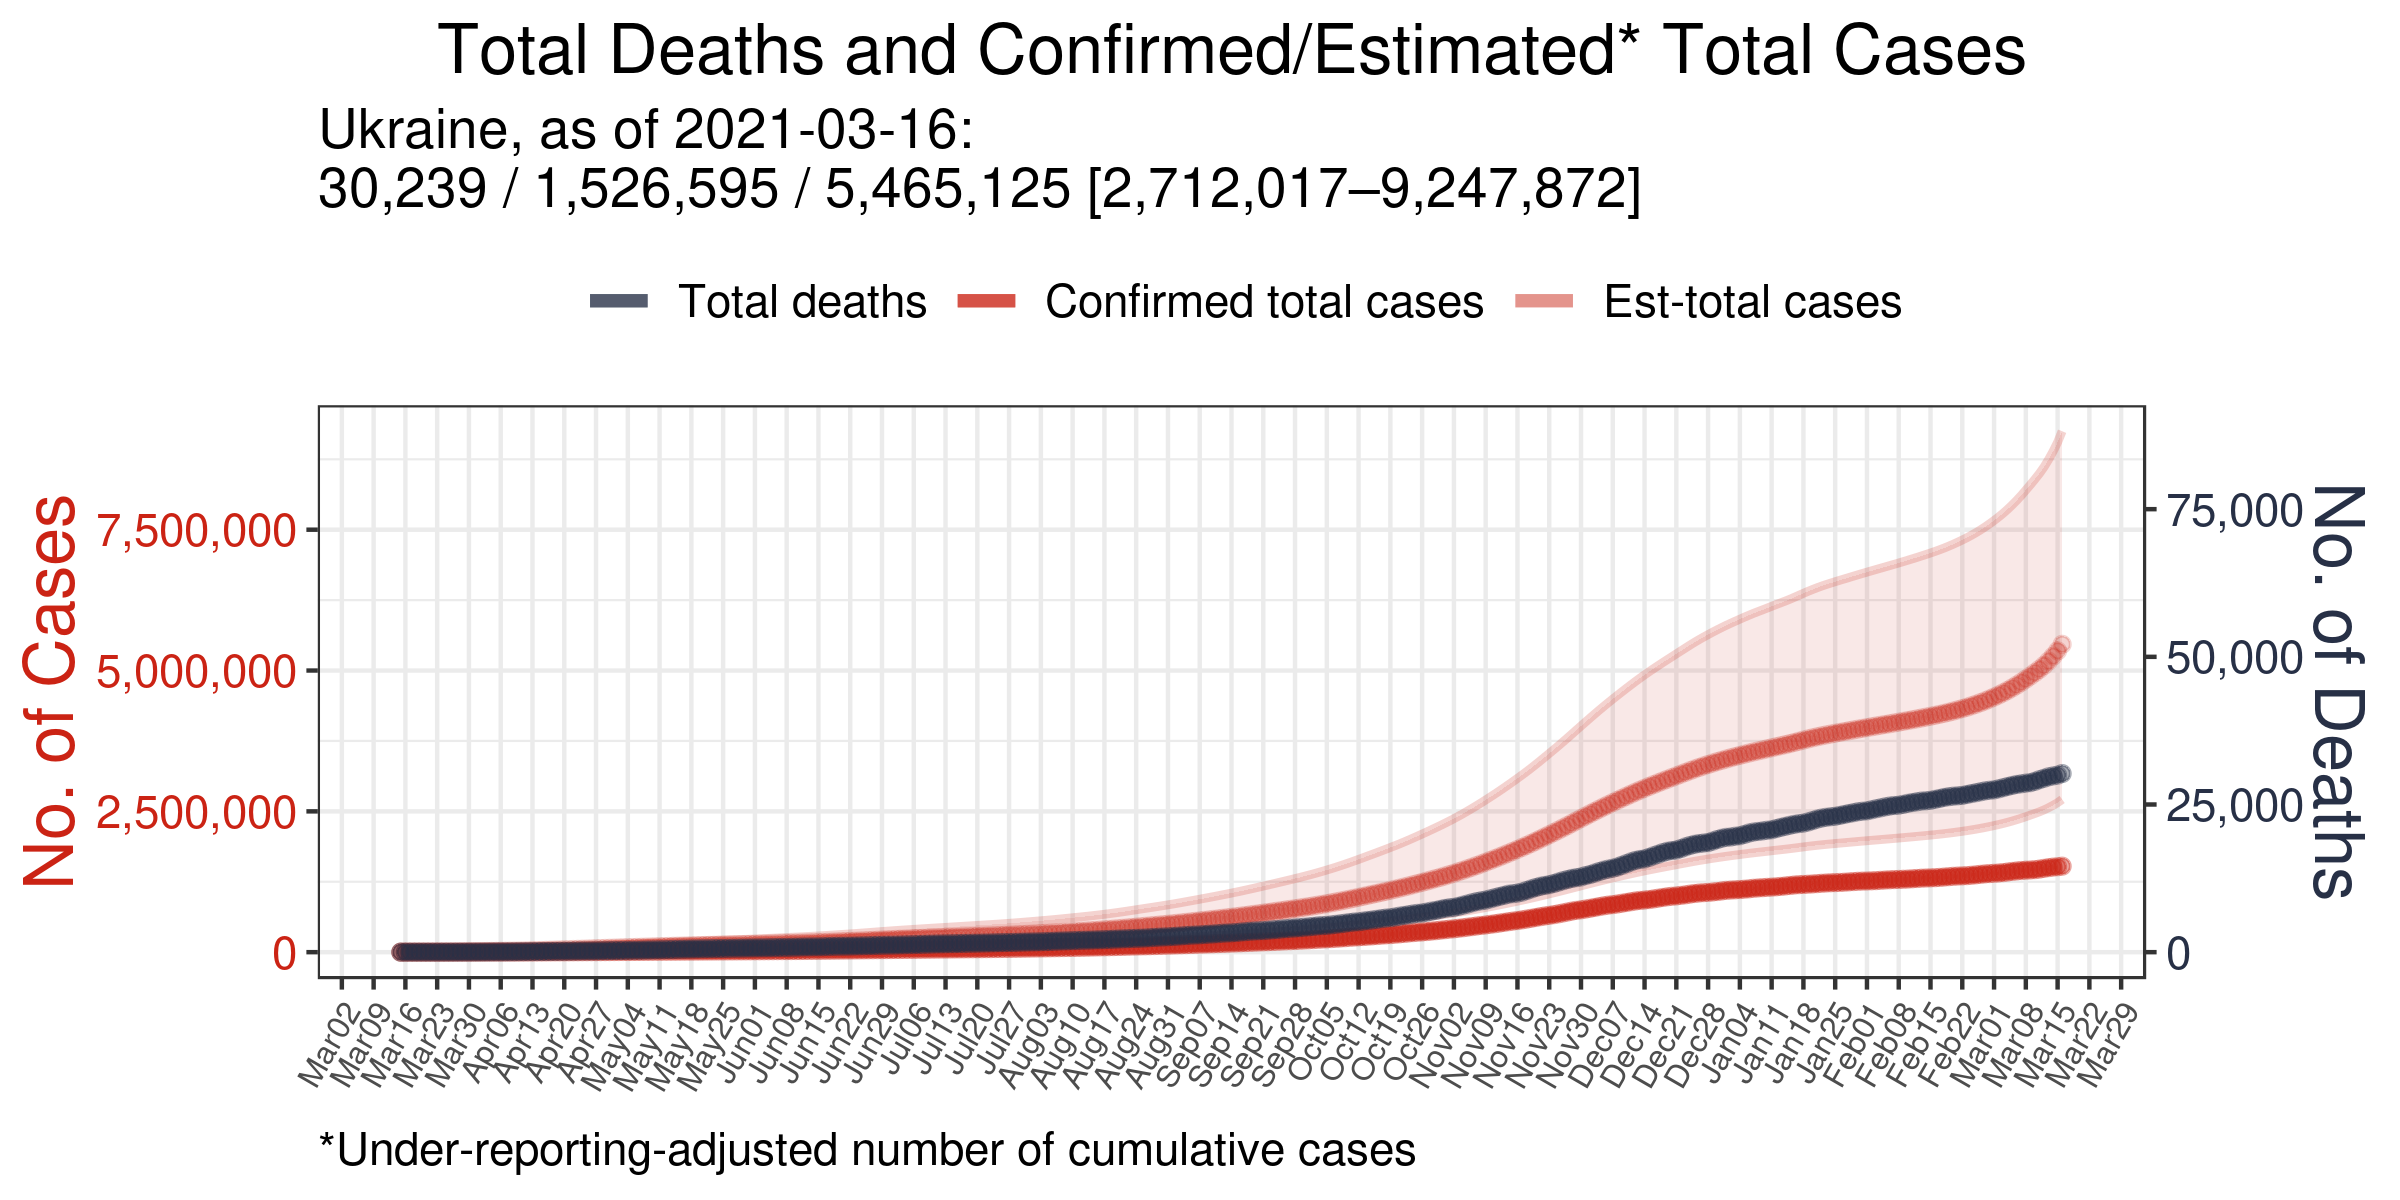 Total Deaths and Confirmed/Estimated* Total Cases
Ukraine, as of 2021-03-16:
30,239 / 1,526,595 / 5,465,125 [2,712,017–9,247,872]
Total deaths
Confirmed total cases
Est-total cases
No. of Cases
7,500,000
5,000,000
2,500,000
0
75,000
50,000
25,000
0
No. of Deaths
Mar02
Mar09
Mar16
Mar23
Mar30
Apr06
Apr13
Apr20
Apr27
May04
May11
May18
May25
Jun01
Jun08
Jun15
Jun22
Jun29
Jul06
Jul13
Jul20
Jul27
Aug03
Aug10
Aug17
Aug24
Aug31
Sep07
Sep14
Sep21
Sep28
Oct05
Oct12
Oct19
Oct26
Nov02
Nov09
Nov16
Nov23
Nov30
Dec07
Dec14
Dec21
Dec28
Jan04
Jan11
Jan18
Jan25
Feb01
Feb08
Feb15
Feb22
Mar01
Mar08
Mar15
Mar22
Mar29
*Under-reporting-adjusted number of cumulative cases